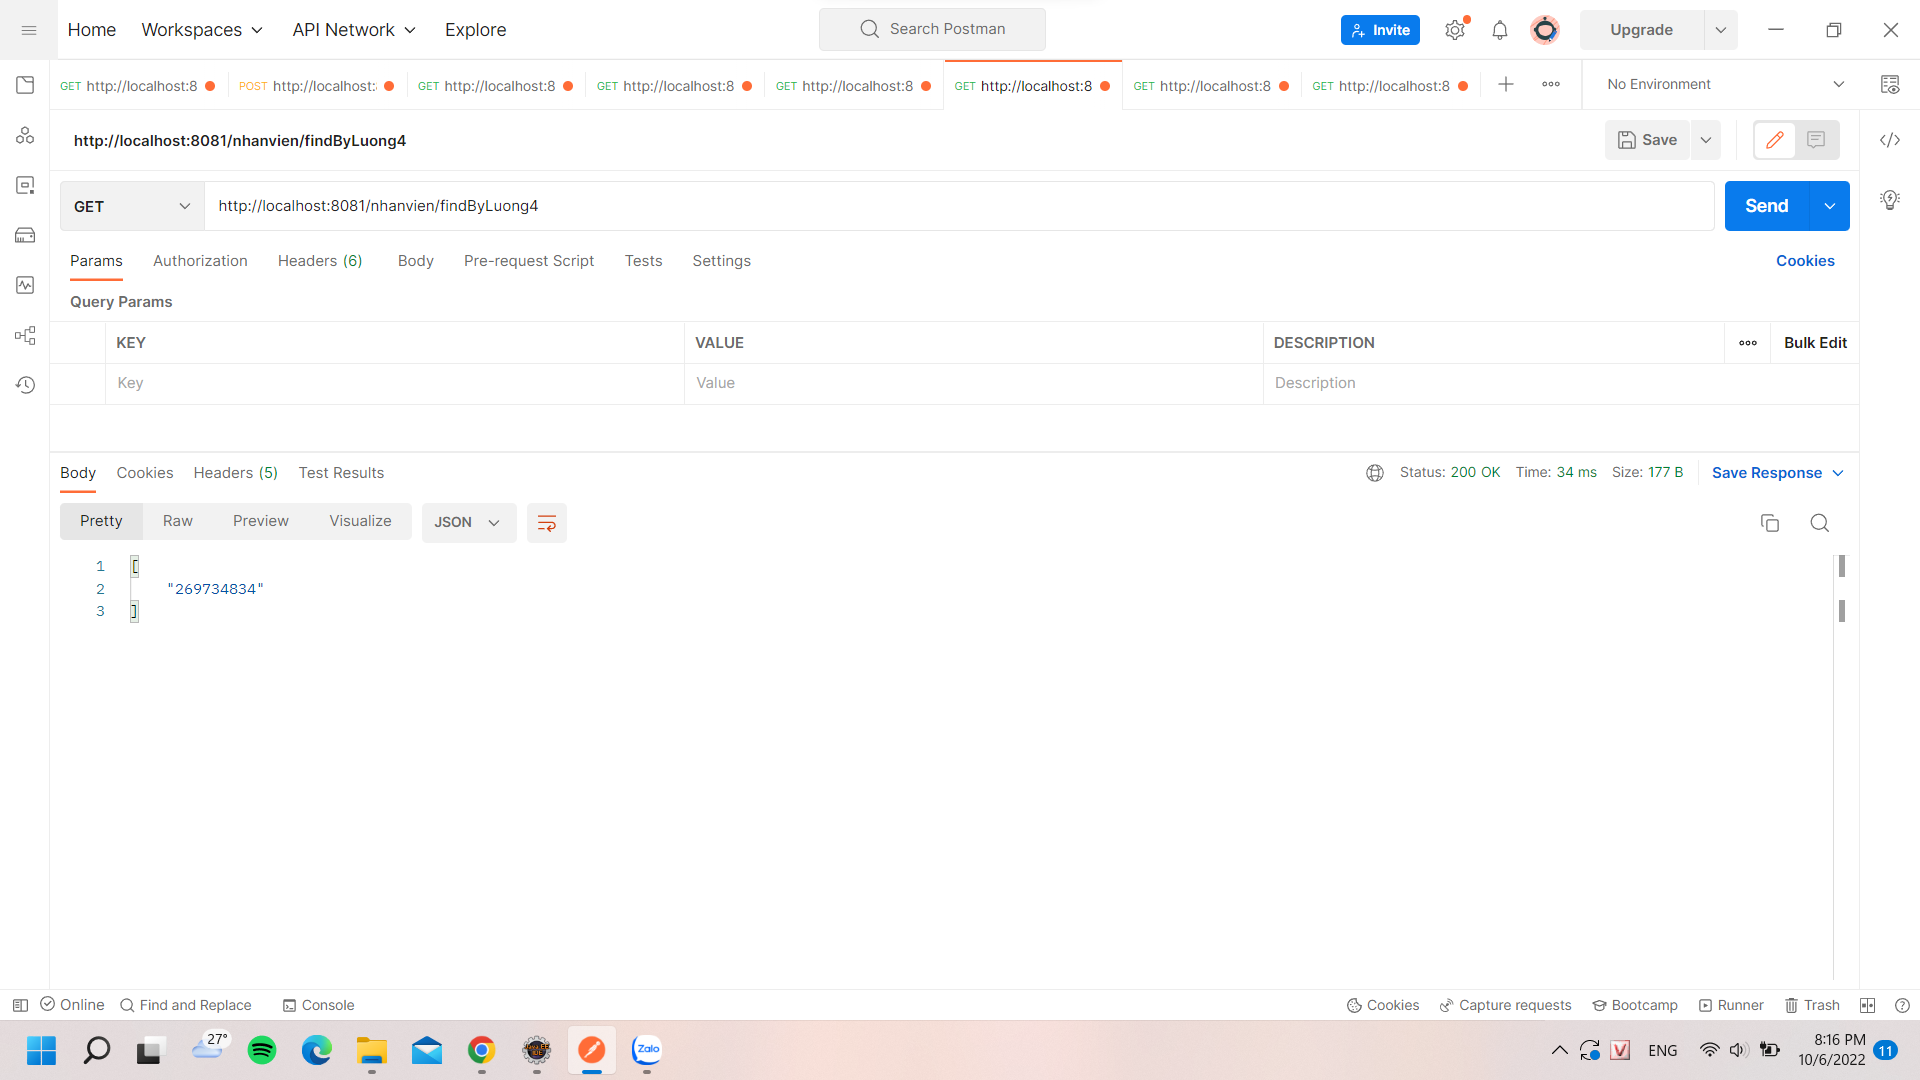 Home Workspaces API Network Explore Search Postman Invite Upgrade
GET http://localhost:8 POST http://localhost: GET http://localhost:8 GET http://localhost:8 GET http://localhost:8 GET http://localhost:8 GET http://localhost:8 GET http://localhost:8 No Environment
http://localhost:8081/nhanvien/findByLuong4 Save
GET http://localhost:8081/nhanvien/findByLuong4 Send
Params Authorization Headers (6) Body Pre-request Script Tests Settings Cookies
Query Params
KEY VALUE DESCRIPTION Bulk Edit
Key Value Description
Body Cookies Headers (5) Test Results Status: 200 OK Time: 34 ms Size: 177 B Save Response
Pretty Raw Preview Visualize JSON
1 [
2 "269734834"
3 ]
Online Find and Replace Console Cookies Capture requests Bootcamp Runner Trash
27° Zalo V ENG 8:16 PM
10/6/2022 11